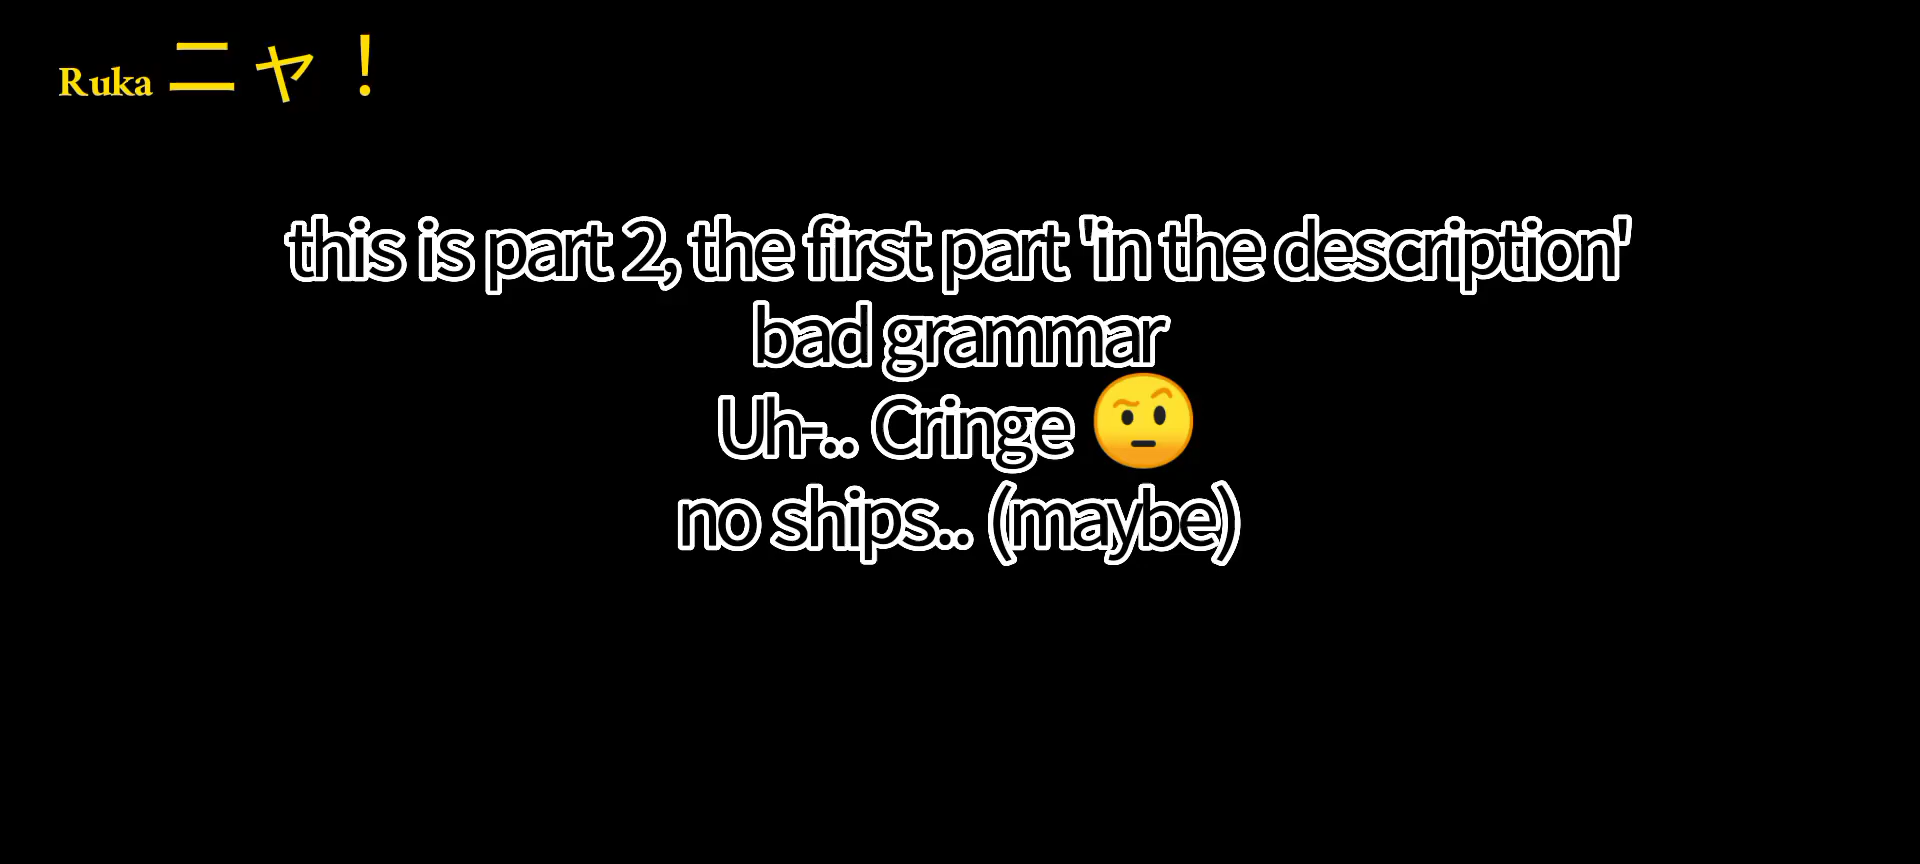 Ruka ニャ！
this is part 2, the first part 'in the description'
bad grammar
Uh-.. Cringe 🤨
no ships.. (maybe)